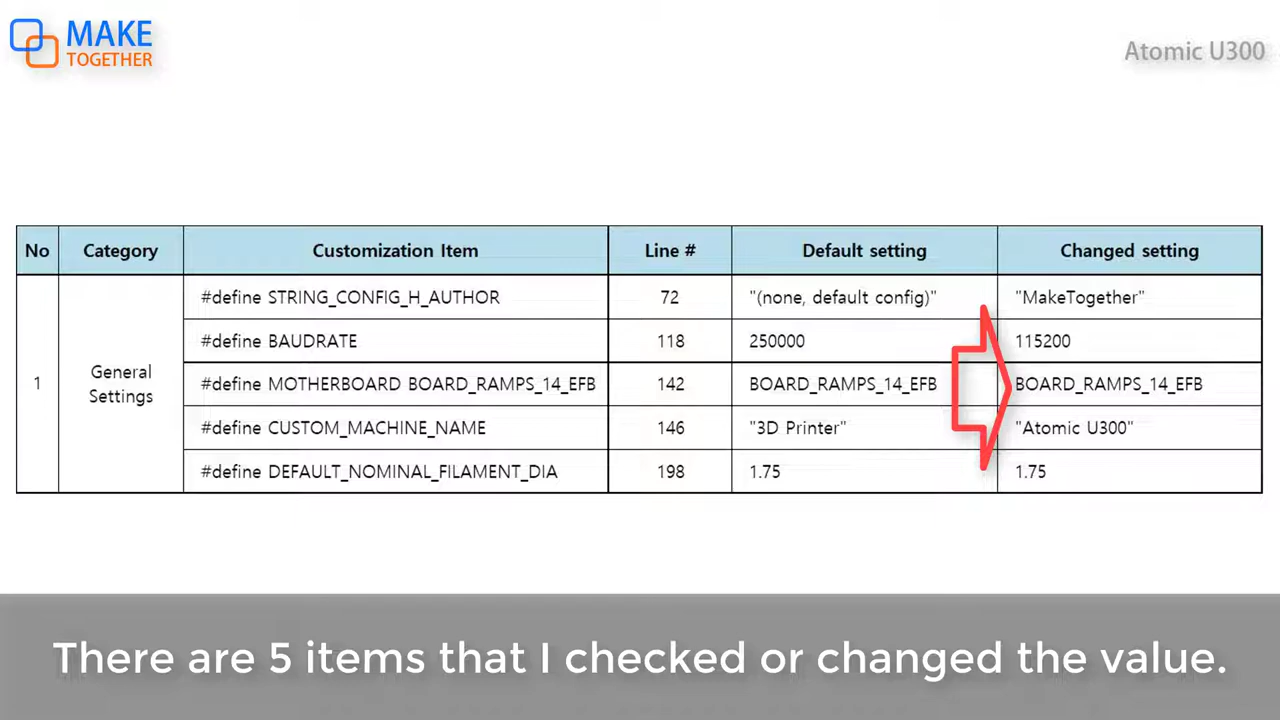 MAKE
TOGETHER
Atomic U300
No Category Customization Item Line # Default setting Changed setting
1 General Settings
#define STRING_CONFIG_H_AUTHOR 72 "(none, default config)" "MakeTogether"
#define BAUDRATE 118 250000 115200
#define MOTHERBOARD BOARD_RAMPS_14_EFB 142 BOARD_RAMPS_14_EFB BOARD_RAMPS_14_EFB
#define CUSTOM_MACHINE_NAME 146 "3D Printer" "Atomic U300"
#define DEFAULT_NOMINAL_FILAMENT_DIA 198 1.75 1.75
There are 5 items that I checked or changed the value.